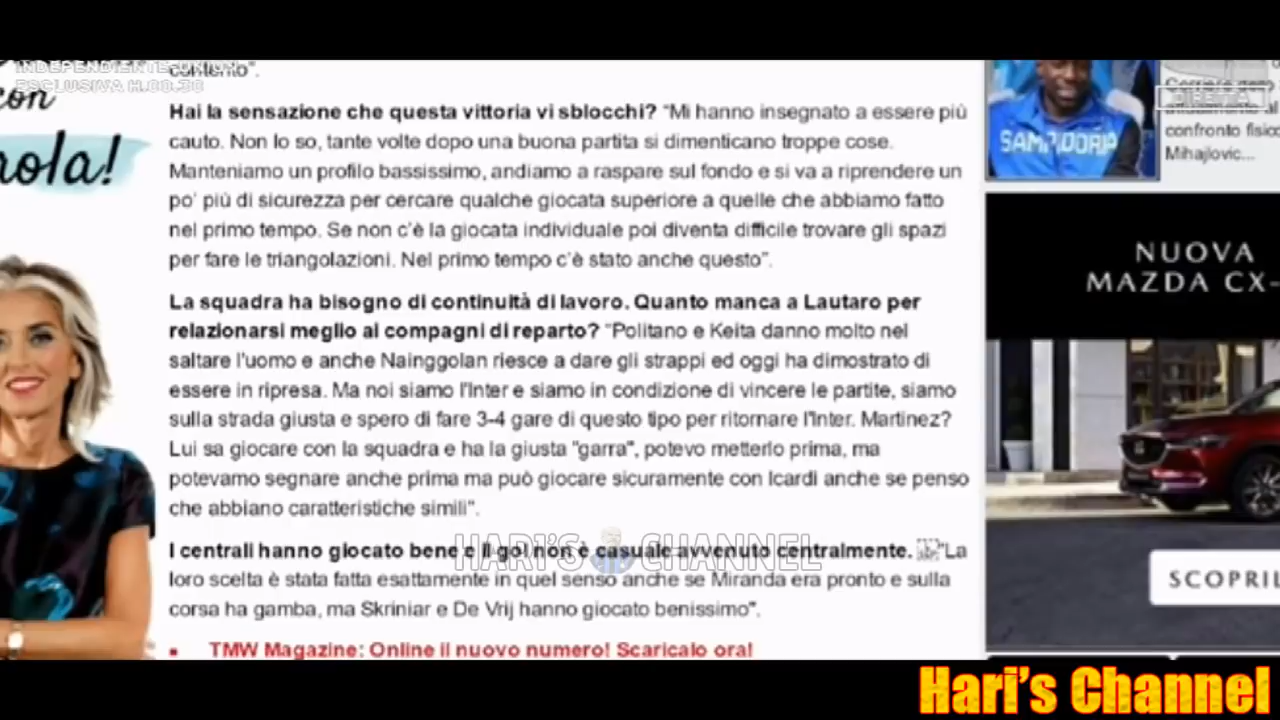 INDEPENDIENTE-UNION
ESCLUSIVA H.00.30
contento".
con
rola!
Hai la sensazione che questa vittoria vi sblocchi? "Mi hanno insegnato a essere più
cauto. Non lo so, tante volte dopo una buona partita si dimenticano troppe cose.
Manteniamo un profilo bassissimo, andiamo a raspare sul fondo e si va a riprendere un
po' più di sicurezza per cercare qualche giocata superiore a quelle che abbiamo fatto
nel primo tempo. Se non c'è la giocata individuale poi diventa difficile trovare gli spazi
per fare le triangolazioni. Nel primo tempo c'è stato anche questo".
La squadra ha bisogno di continuità di lavoro. Quanto manca a Lautaro per
relazionarsi meglio ai compagni di reparto? "Politano e Keita danno molto nel
saltare l'uomo e anche Nainggolan riesce a dare gli strappi ed oggi ha dimostrato di
essere in ripresa. Ma noi siamo l'Inter e siamo in condizione di vincere le partite, siamo
sulla strada giusta e spero di fare 3-4 gare di questo tipo per ritornare l'Inter. Martinez?
Lui sa giocare con la squadra e ha la giusta "garra", potevo metterlo prima, ma
potevamo segnare anche prima ma può giocare sicuramente con Icardi anche se penso
che abbiano caratteristiche simili".
I centrali hanno giocato bene e il gol non è casuale avvenuto centralmente. "La
loro scelta è stata fatta esattamente in quel senso anche se Miranda era pronto e sulla
corsa ha gamba, ma Skriniar e De Vrij hanno giocato benissimo".
TMW Magazine: Online il nuovo numero! Scaricalo ora!
HARI'S CHANNEL
SAMPDORIA
DIRETTA
confronto fisico
Mihajlovic...
NUOVA
MAZDA CX-
SCOPRIL
Hari's Channel